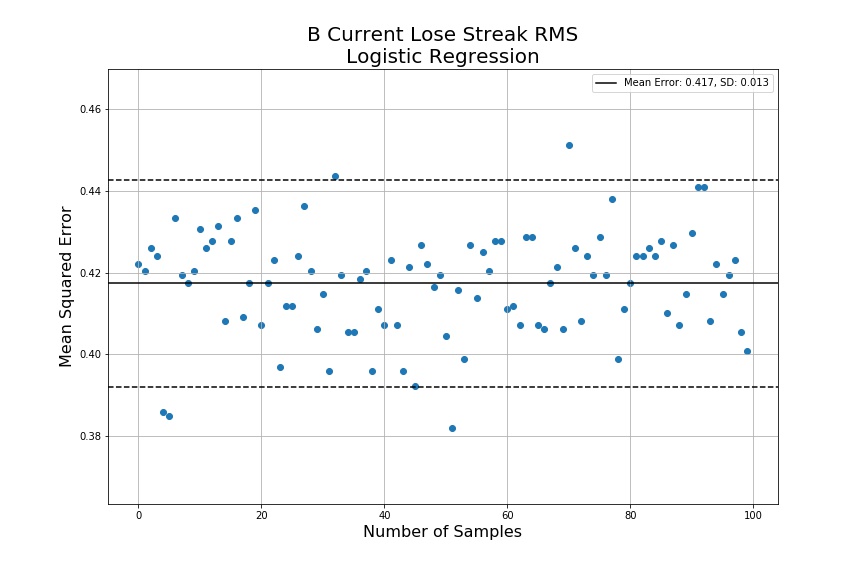 B Current Lose Streak RMS
Logistic Regression
Mean Error: 0.417, SD: 0.013
0.46
0.44
0.42
0.40
0.38
Mean Squared Error
0 20 40 60 80 100
Number of Samples